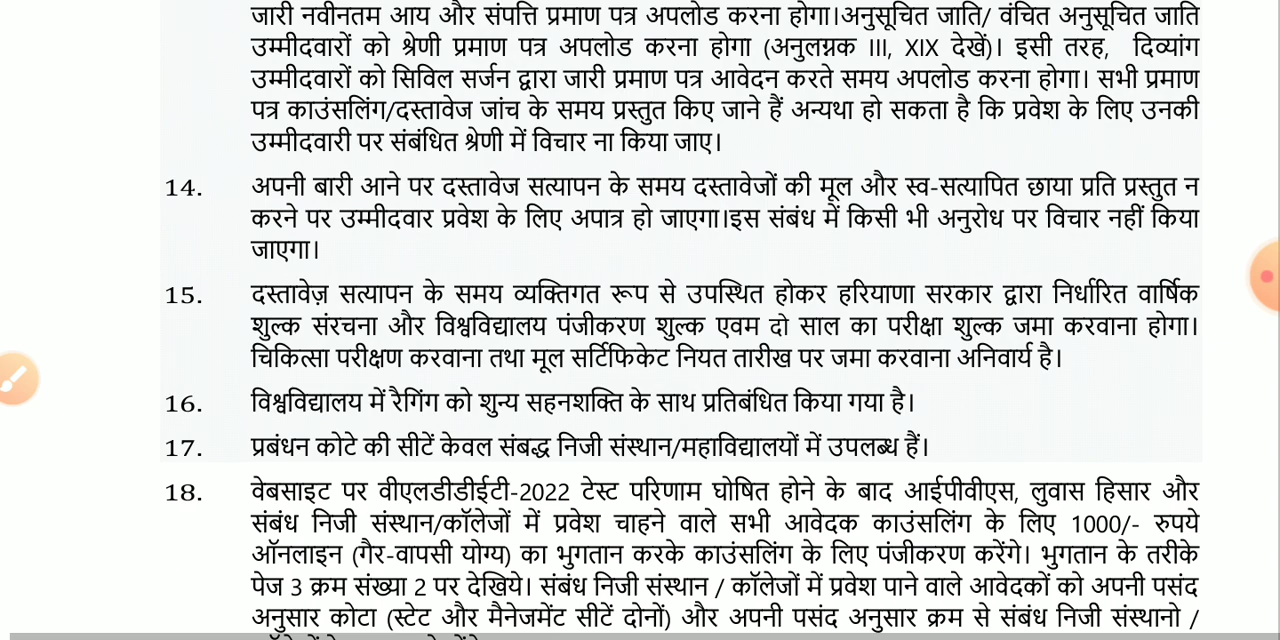 जारी नवीनतम आय और संपत्ति प्रमाण पत्र अपलोड करना होगा।अनुसूचित जाति/ वंचित अनुसूचित जाति
उम्मीदवारों को श्रेणी प्रमाण पत्र अपलोड करना होगा (अनुलग्नक III, XIX देखें)। इसी तरह, दिव्यांग
उम्मीदवारों को सिविल सर्जन द्वारा जारी प्रमाण पत्र आवेदन करते समय अपलोड करना होगा। सभी प्रमाण
पत्र काउंसलिंग/दस्तावेज जांच के समय प्रस्तुत किए जाने हैं अन्यथा हो सकता है कि प्रवेश के लिए उनकी
उम्मीदवारी पर संबंधित श्रेणी में विचार ना किया जाए।
14. अपनी बारी आने पर दस्तावेज सत्यापन के समय दस्तावेजों की मूल और स्व-सत्यापित छाया प्रति प्रस्तुत न
करने पर उम्मीदवार प्रवेश के लिए अपात्र हो जाएगा।इस संबंध में किसी भी अनुरोध पर विचार नहीं किया
जाएगा।
15. दस्तावेज़ सत्यापन के समय व्यक्तिगत रूप से उपस्थित होकर हरियाणा सरकार द्वारा निर्धारित वार्षिक
शुल्क संरचना और विश्वविद्यालय पंजीकरण शुल्क एवम दो साल का परीक्षा शुल्क जमा करवाना होगा।
चिकित्सा परीक्षण करवाना तथा मूल सर्टिफिकेट नियत तारीख पर जमा करवाना अनिवार्य है।
16. विश्वविद्यालय में रैगिंग को शुन्य सहनशक्ति के साथ प्रतिबंधित किया गया है।
17. प्रबंधन कोटे की सीटें केवल संबद्ध निजी संस्थान/महाविद्यालयों में उपलब्ध हैं।
18. वेबसाइट पर वीएलडीडीईटी-2022 टेस्ट परिणाम घोषित होने के बाद आईपीवीएस, लुवास हिसार और
संबंध निजी संस्थान/कॉलेजों में प्रवेश चाहने वाले सभी आवेदक काउंसलिंग के लिए 1000/- रुपये
ऑनलाइन (गैर-वापसी योग्य) का भुगतान करके काउंसलिंग के लिए पंजीकरण करेंगे। भुगतान के तरीके
पेज 3 क्रम संख्या 2 पर देखिये। संबंध निजी संस्थान / कॉलेजों में प्रवेश पाने वाले आवेदकों को अपनी पसंद
अनुसार कोटा (स्टेट और मैनेजमेंट सीटें दोनों) और अपनी पसंद अनुसार क्रम से संबंध निजी संस्थानो /